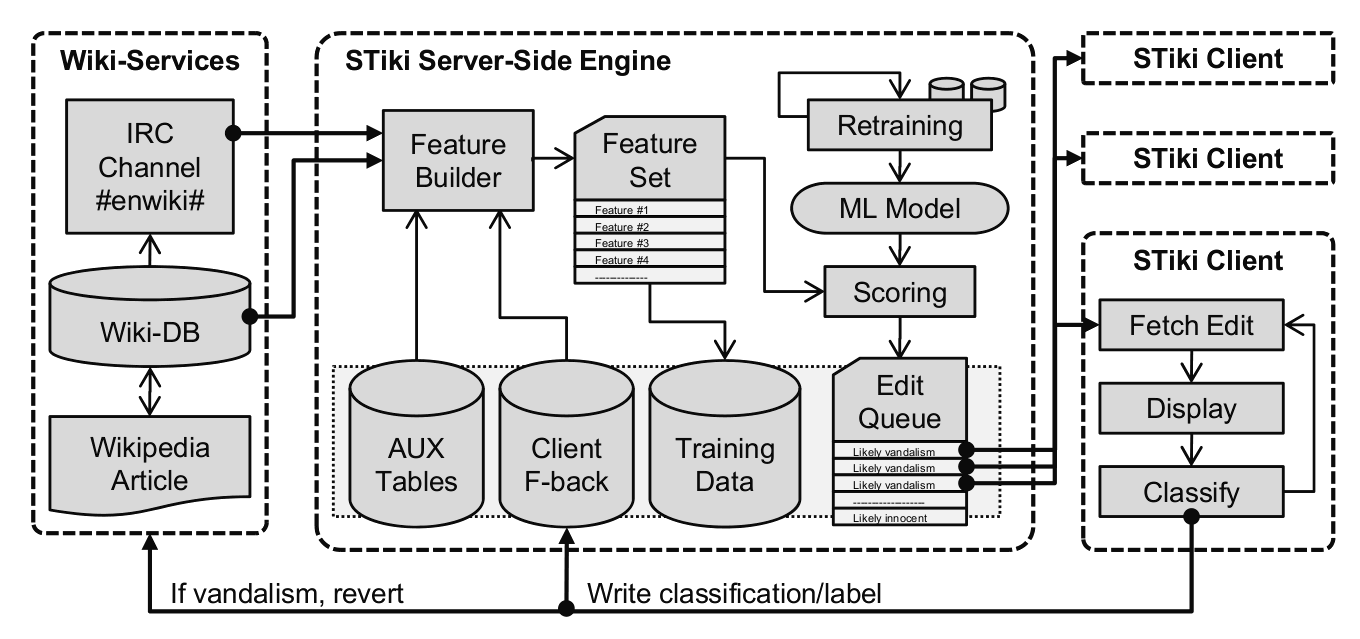 Wiki-Services
IRC
Channel
#enwiki#
Wiki-DB
Wikipedia
Article
STiki Server-Side Engine
Feature
Builder
Feature
Set
Feature #1
Feature #2
Feature #3
Feature #4
---------------
Retraining
ML Model
Scoring
AUX
Tables
Client
F-back
Training
Data
Edit
Queue
Likely vandalism
Likely vandalism
Likely vandalism
--------------------
Likely innocent
STiki Client
STiki Client
STiki Client
Fetch Edit
Display
Classify
If vandalism, revert
Write classification/label